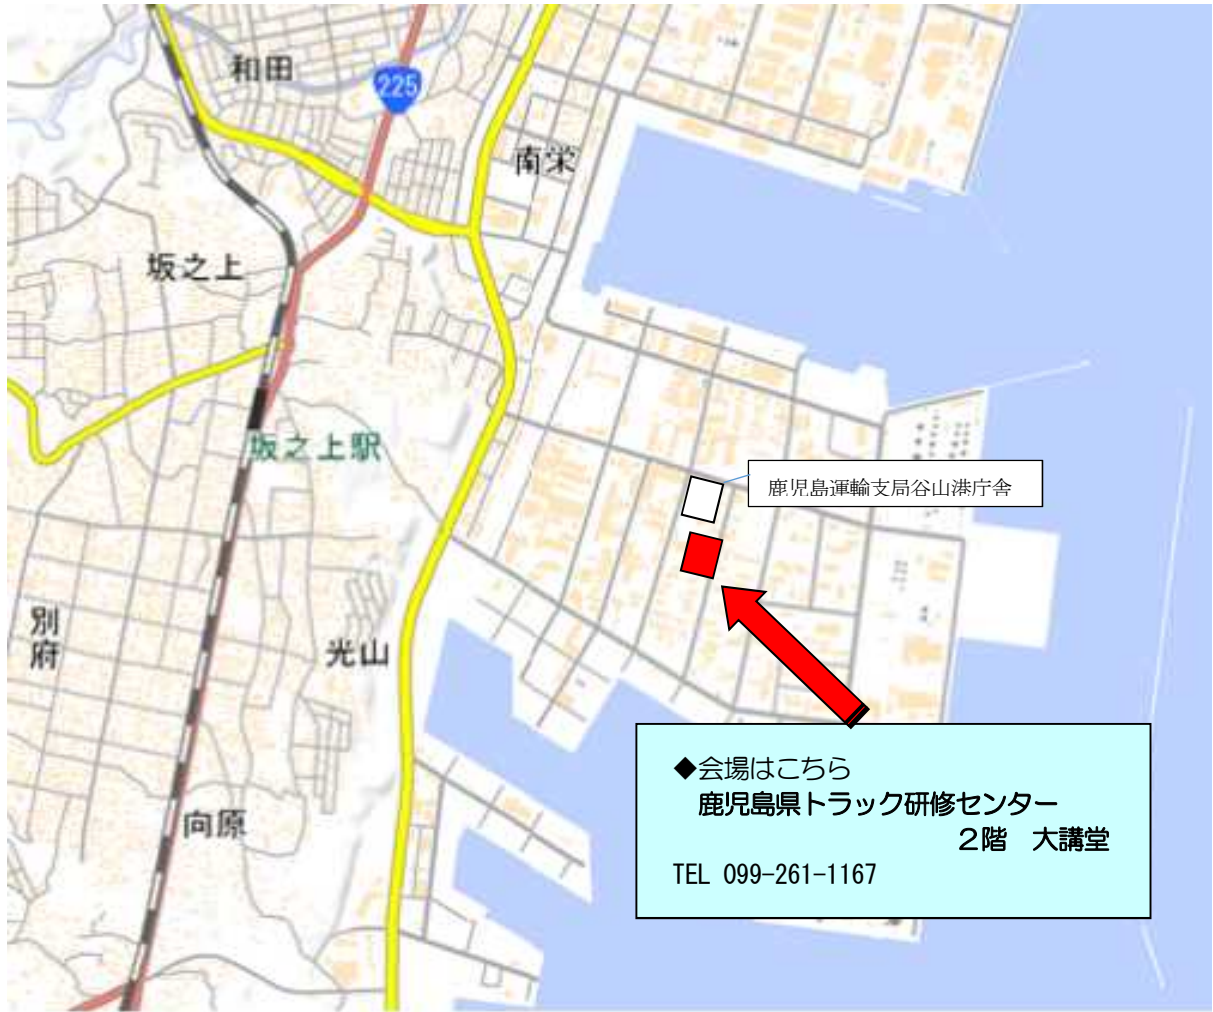 和田
225
南栄
坂之上
坂之上駅
鹿児島運輸支局谷山港庁舎
別府
光山
向原
◆会場はこちら
鹿児島県トラック研修センター
２階　大講堂
TEL 099-261-1167